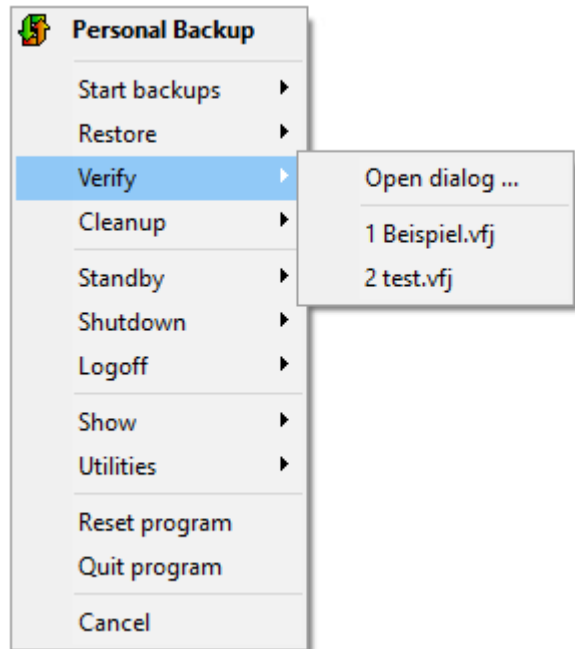 Personal Backup
Start backups
Restore
Verify
Cleanup
Standby
Shutdown
Logoff
Show
Utilities
Reset program
Quit program
Cancel
Open dialog ...
1 Beispiel.vfj
2 test.vfj